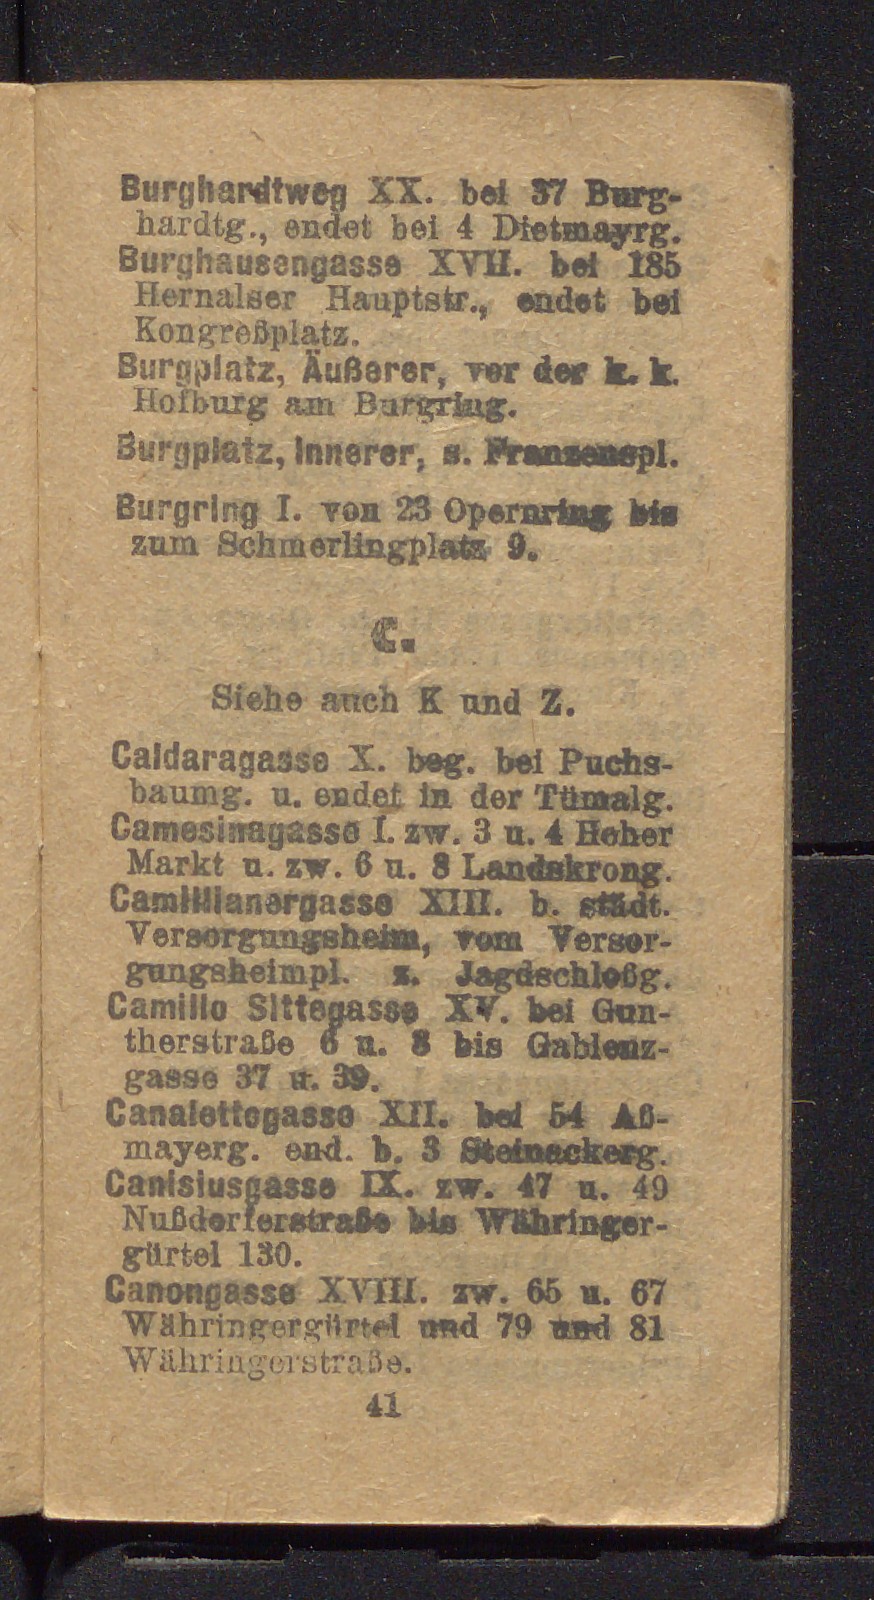 Burghardtweg XX. bei 37 Burg-
hardtg., endet bei 4 Dietmayrg.
Burghausengasse XVII. bei 185
Hernalser Hauptstr., endet bei
Kongreßplatz.
Burgplatz, Äußerer, vor der k. k.
Hofburg am Burgring.
Burgplatz, Innerer, s. Franzenspl.
Burgring I. von 23 Opernring bis
zum Schmerlingplatz 9.
C.
Siehe auch K und Z.
Caldaragasse X. beg. bei Puchs-
baumg. u. endet in der Tümalg.
Camesinagasse I. zw. 3 u. 4 Hoher
Markt u. zw. 6 u. 8 Landskrong.
Camillianergasse XIII. b. städt.
Versorgungsheim, vom Versor-
gungsheimpl. z. Jagdschloßg.
Camillo Sittegasse XV. bei Gun-
therstraße 6 u. 8 bis Gablenz-
gasse 37 u. 39.
Canalettogasse XII. bei 54 Aß-
mayerg. end. b. 3 Steinackerg.
Canisiusgasse IX. zw. 47 u. 49
Nußdorferstraße bis Währinger-
gürtel 130.
Canongasse XVIII. zw. 65 u. 67
Währingergürtel und 79 und 81
Währingerstraße.
41